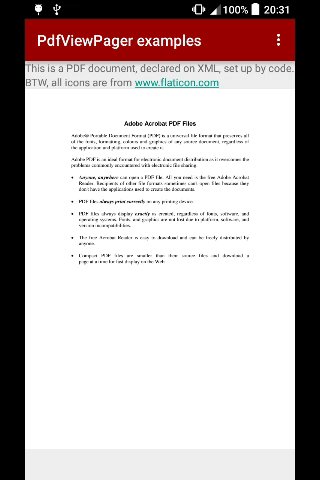 100% 20:31
PdfViewPager examples
This is a PDF document, declared on XML, set up by code.
BTW, all icons are from www.flaticon.com
Adobe Acrobat PDF Files
Adobe® Portable Document Format (PDF) is a universal file format that preserves all
of the fonts, formatting, colours and graphics of any source document, regardless of
the application and platform used to create it.
Adobe PDF is an ideal format for electronic document distribution as it overcomes the
problems commonly encountered with electronic file sharing.
• Anyone, anywhere can open a PDF file. All you need is the free Adobe Acrobat
Reader. Recipients of other file formats sometimes can't open files because they
don't have the applications used to create the documents.
• PDF files always print correctly on any printing device.
• PDF files always display exactly as created, regardless of fonts, software, and
operating systems. Fonts, and graphics are not lost due to platform, software, and
version incompatibilities.
• The free Acrobat Reader is easy to download and can be freely distributed by
anyone.
• Compact PDF files are smaller than their source files and download a
page at a time for fast display on the Web.